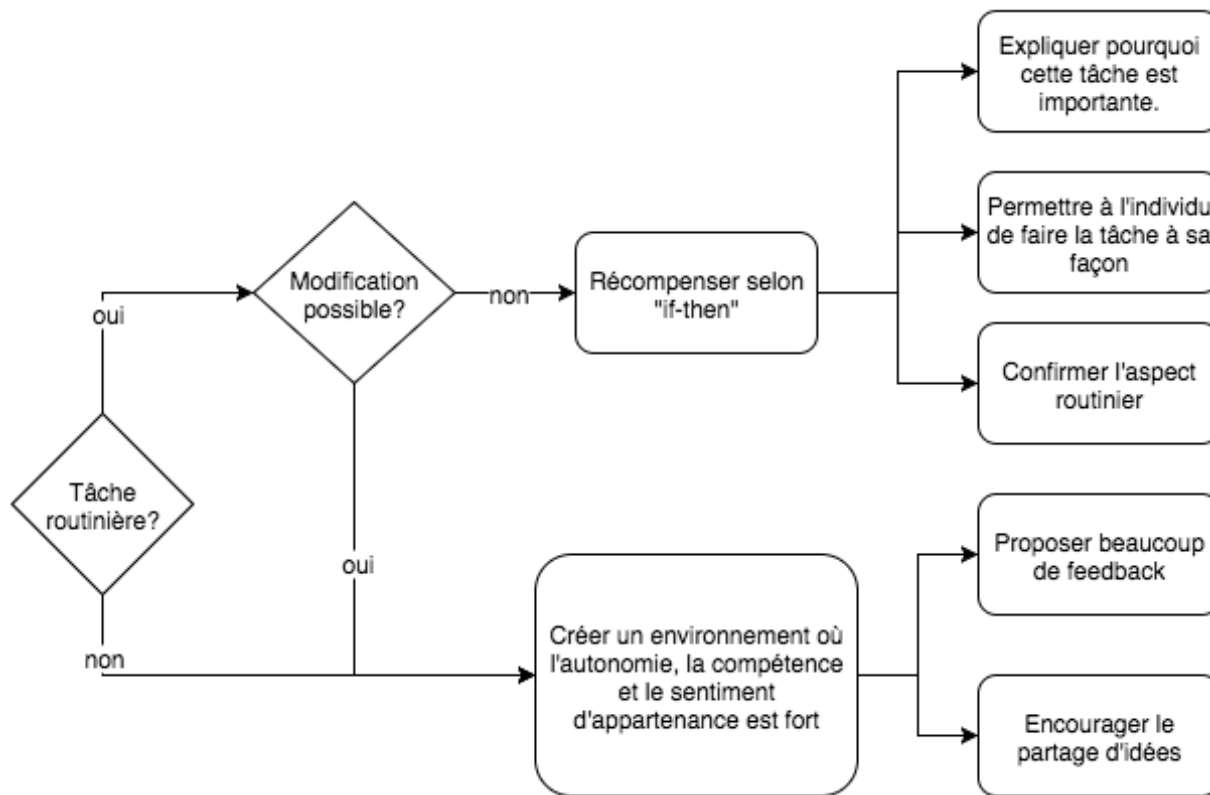 Expliquer pourquoi
cette tâche est
importante.
Permettre à l'individu
de faire la tâche à sa
façon
Modification
possible?
non
Récompenser selon
"if-then"
oui
Confirmer l'aspect
routinier
Tâche
routinière?
oui
Proposer beaucoup
de feedback
non
Créer un environnement où
l'autonomie, la compétence
et le sentiment
d'appartenance est fort
Encourager le
partage d'idées